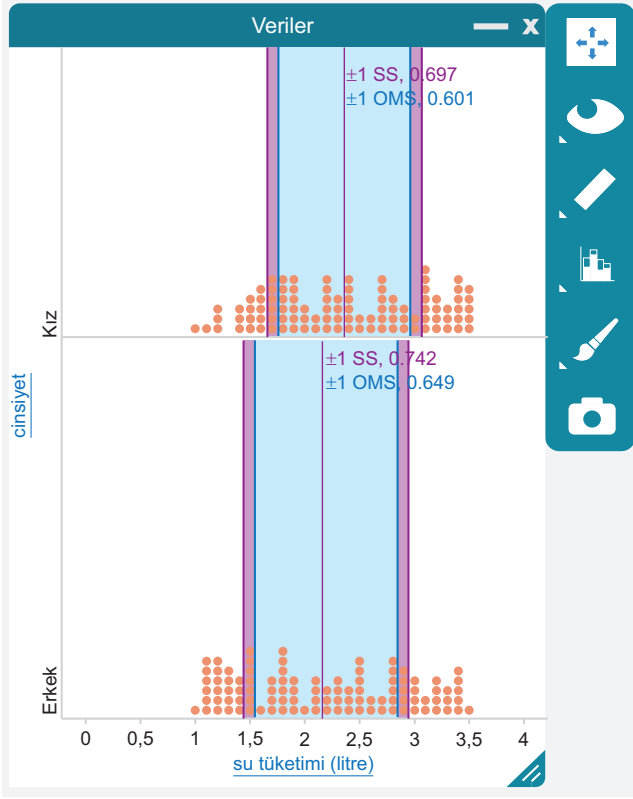 Veriler
x
±1 SS, 0.697
±1 OMS, 0.601
Kız
±1 SS, 0.742
±1 OMS, 0.649
cinsiyet
Erkek
0 0,5 1 1,5 2 2,5 3 3,5 4
su tüketimi (litre)